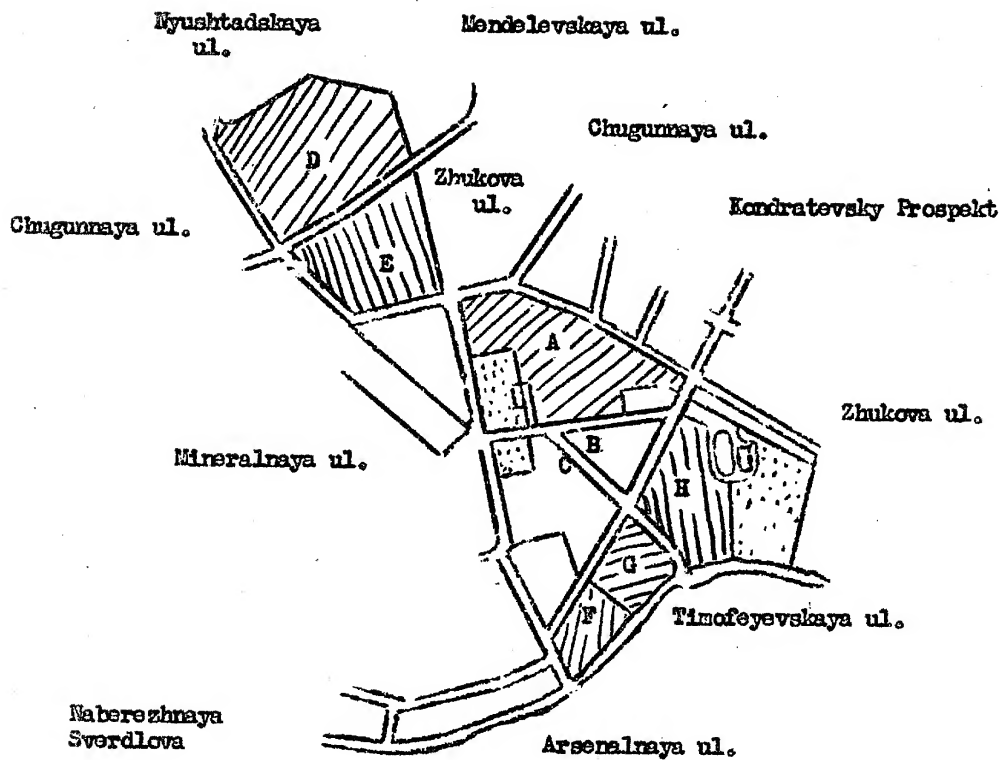 Nyushtadskaya
ul.
Mendelevskaya ul.
Chugunnaya ul.
Zhukova
ul.
Kondratevsky Prospekt
Chugunnaya ul.
D
E
A
Zhukova ul.
Mineralnaya ul.
B
C
H
G
F
Timofeyevskaya ul.
Naberezhnaya
Sverdlova
Arsenalnaya ul.